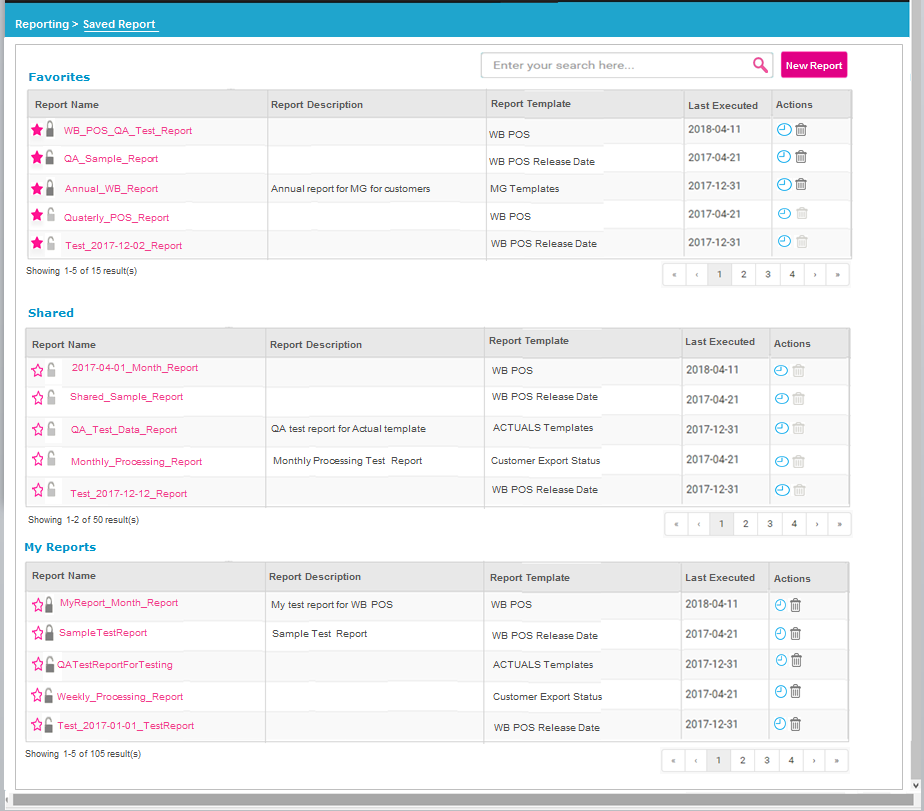 Reporting > Saved Report
Enter your search here...
New Report
Favorites
Report Name Report Description Report Template Last Executed Actions
WB_POS_QA_Test_Report WB POS 2018-04-11
QA_Sample_Report WB POS Release Date 2017-04-21
Annual_WB_Report Annual report for MG for customers MG Templates 2017-12-31
Quaterly_POS_Report WB POS 2017-04-21
Test_2017-12-02_Report WB POS Release Date 2017-12-31
Showing 1-5 of 15 result(s)
« ‹ 1 2 3 4 › »
Shared
Report Name Report Description Report Template Last Executed Actions
2017-04-01_Month_Report WB POS 2018-04-11
Shared_Sample_Report WB POS Release Date 2017-04-21
QA_Test_Data_Report QA test report for Actual template ACTUALS Templates 2017-12-31
Monthly_Processing_Report Monthly Processing Test Report Customer Export Status 2017-04-21
Test_2017-12-12_Report WB POS Release Date 2017-12-31
Showing 1-2 of 50 result(s)
« ‹ 1 2 3 4 › »
My Reports
Report Name Report Description Report Template Last Executed Actions
MyReport_Month_Report My test report for WB POS WB POS 2018-04-11
SampleTestReport Sample Test Report WB POS Release Date 2017-04-21
QATestReportForTesting ACTUALS Templates 2017-12-31
Weekly_Processing_Report Customer Export Status 2017-04-21
Test_2017-01-01_TestReport WB POS Release Date 2017-12-31
Showing 1-5 of 105 result(s)
« ‹ 1 2 3 4 › »